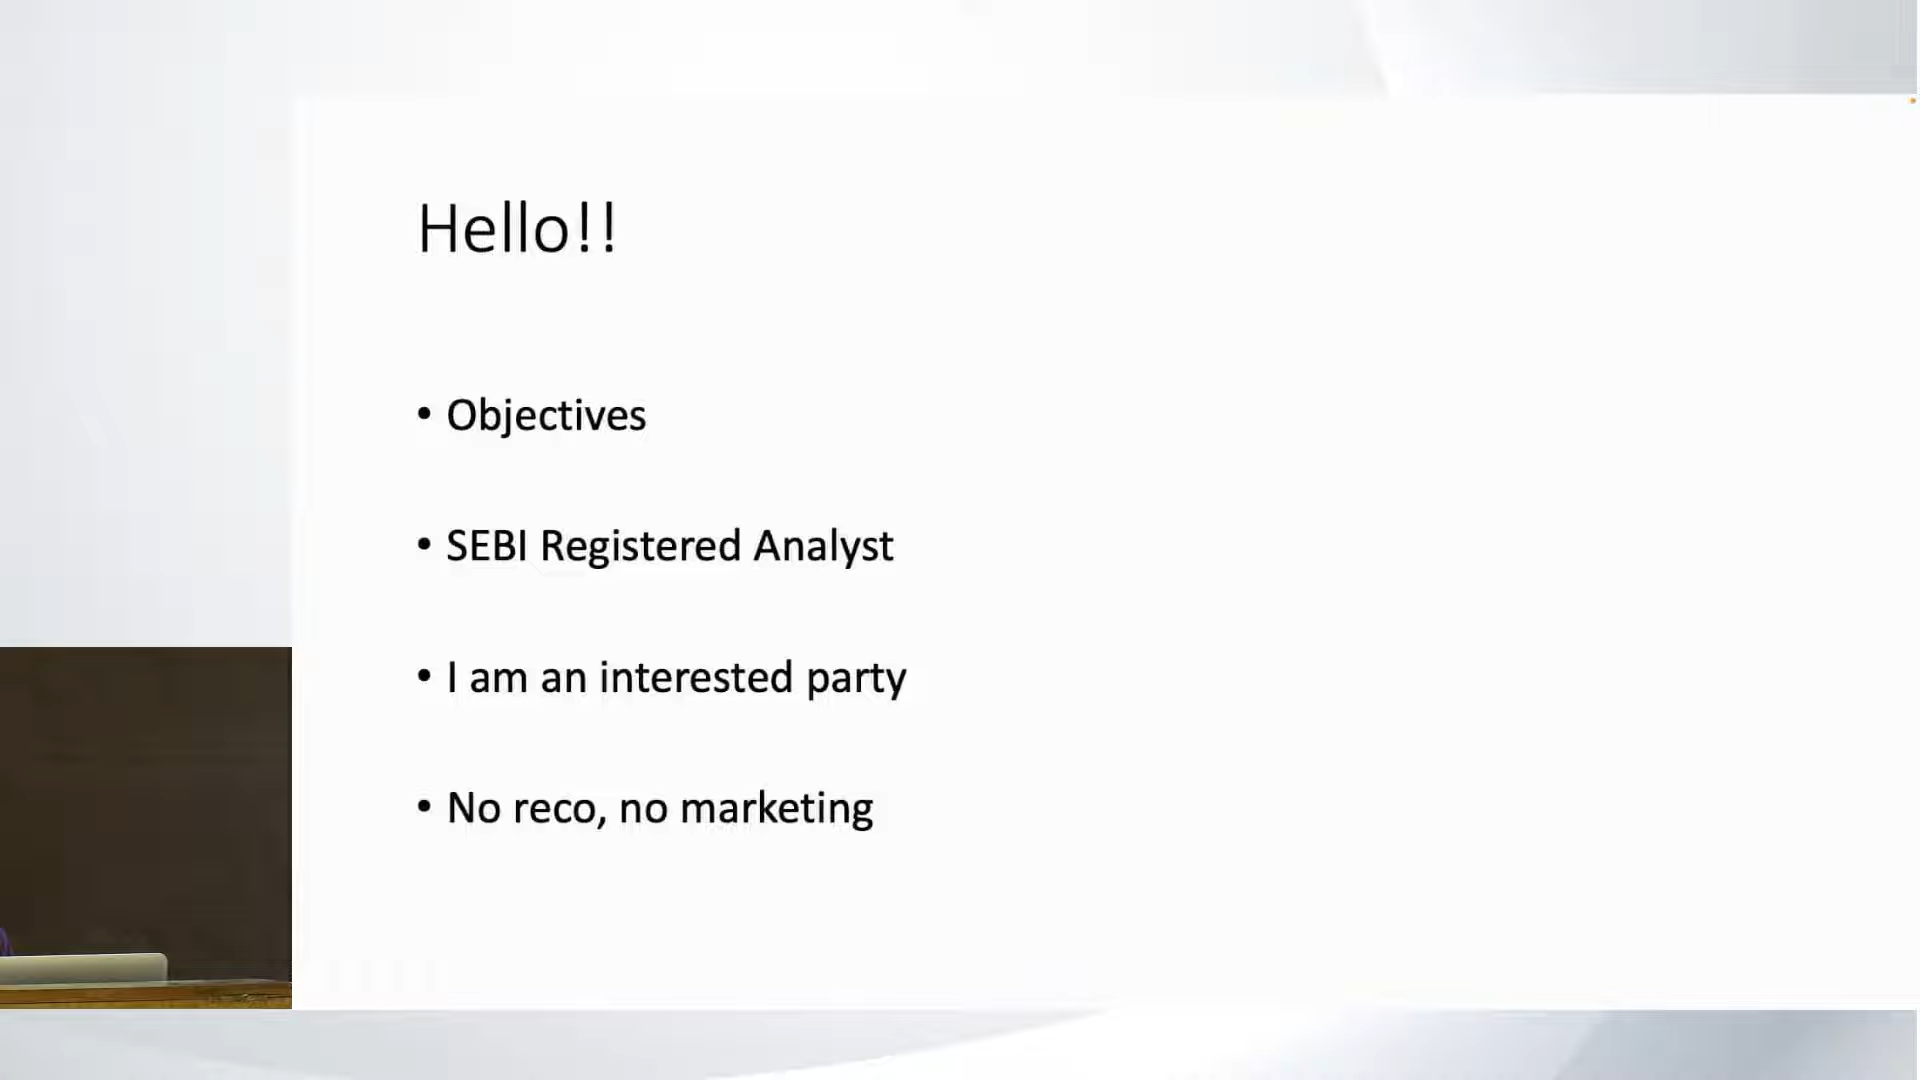 Hello!!
• Objectives
• SEBI Registered Analyst
• I am an interested party
• No reco, no marketing